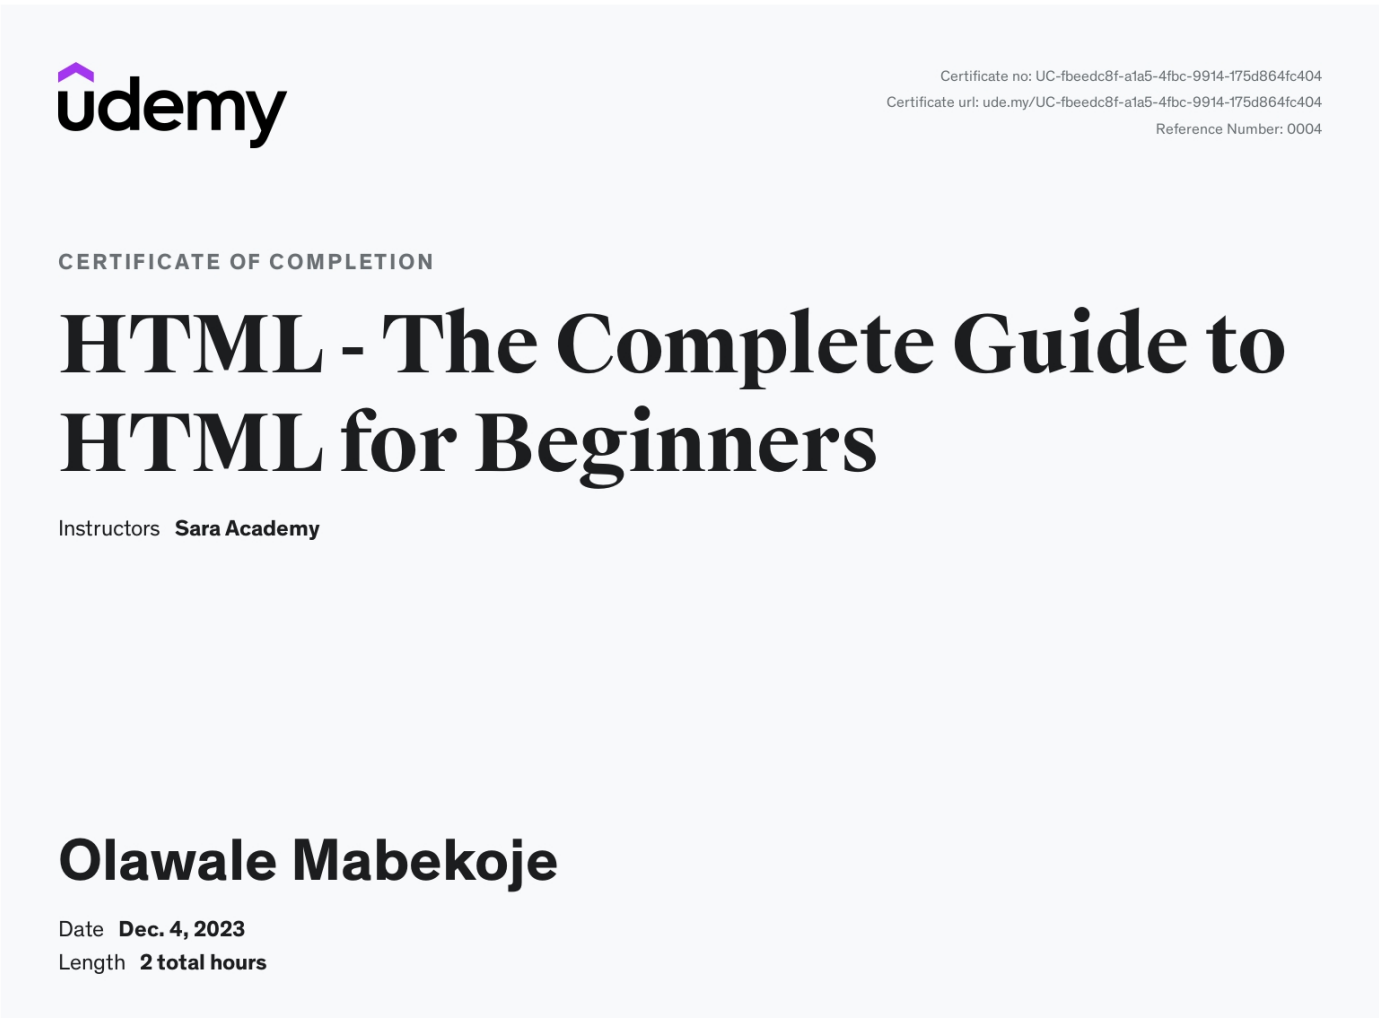 udemy
Certificate no: UC-fbeedc8f-a1a5-4fbc-9914-175d864fc404
Certificate url: ude.my/UC-fbeedc8f-a1a5-4fbc-9914-175d864fc404
Reference Number: 0004
CERTIFICATE OF COMPLETION
HTML - The Complete Guide to
HTML for Beginners
Instructors Sara Academy
Olawale Mabekoje
Date Dec. 4, 2023
Length 2 total hours